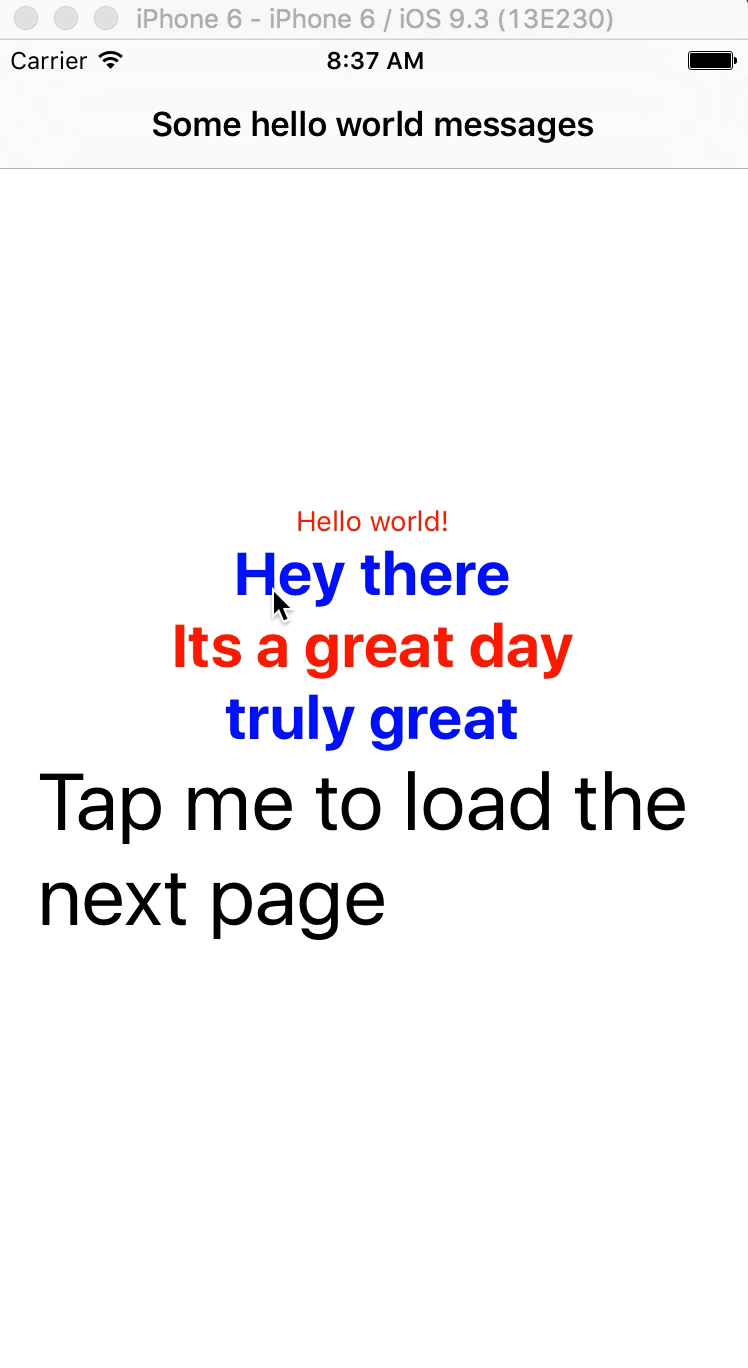 iPhone 6 - iPhone 6 / iOS 9.3 (13E230)
Carrier 8:37 AM
Some hello world messages
Hello world!
Hey there
Its a great day
truly great
Tap me to load the
next page